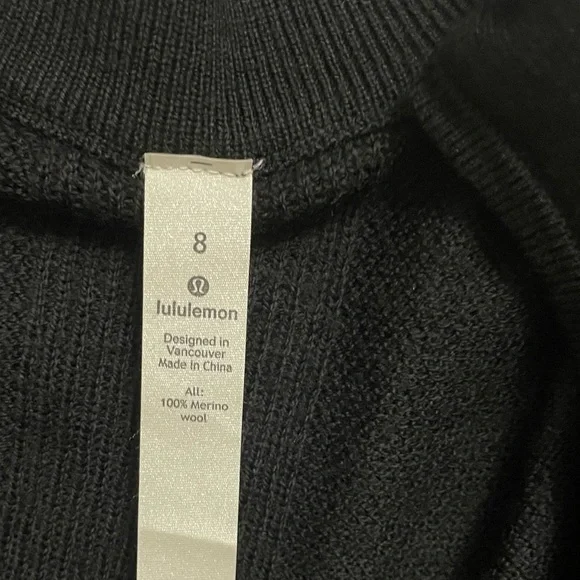 8
lululemon
Designed in
Vancouver
Made in China
All:
100% Merino
wool